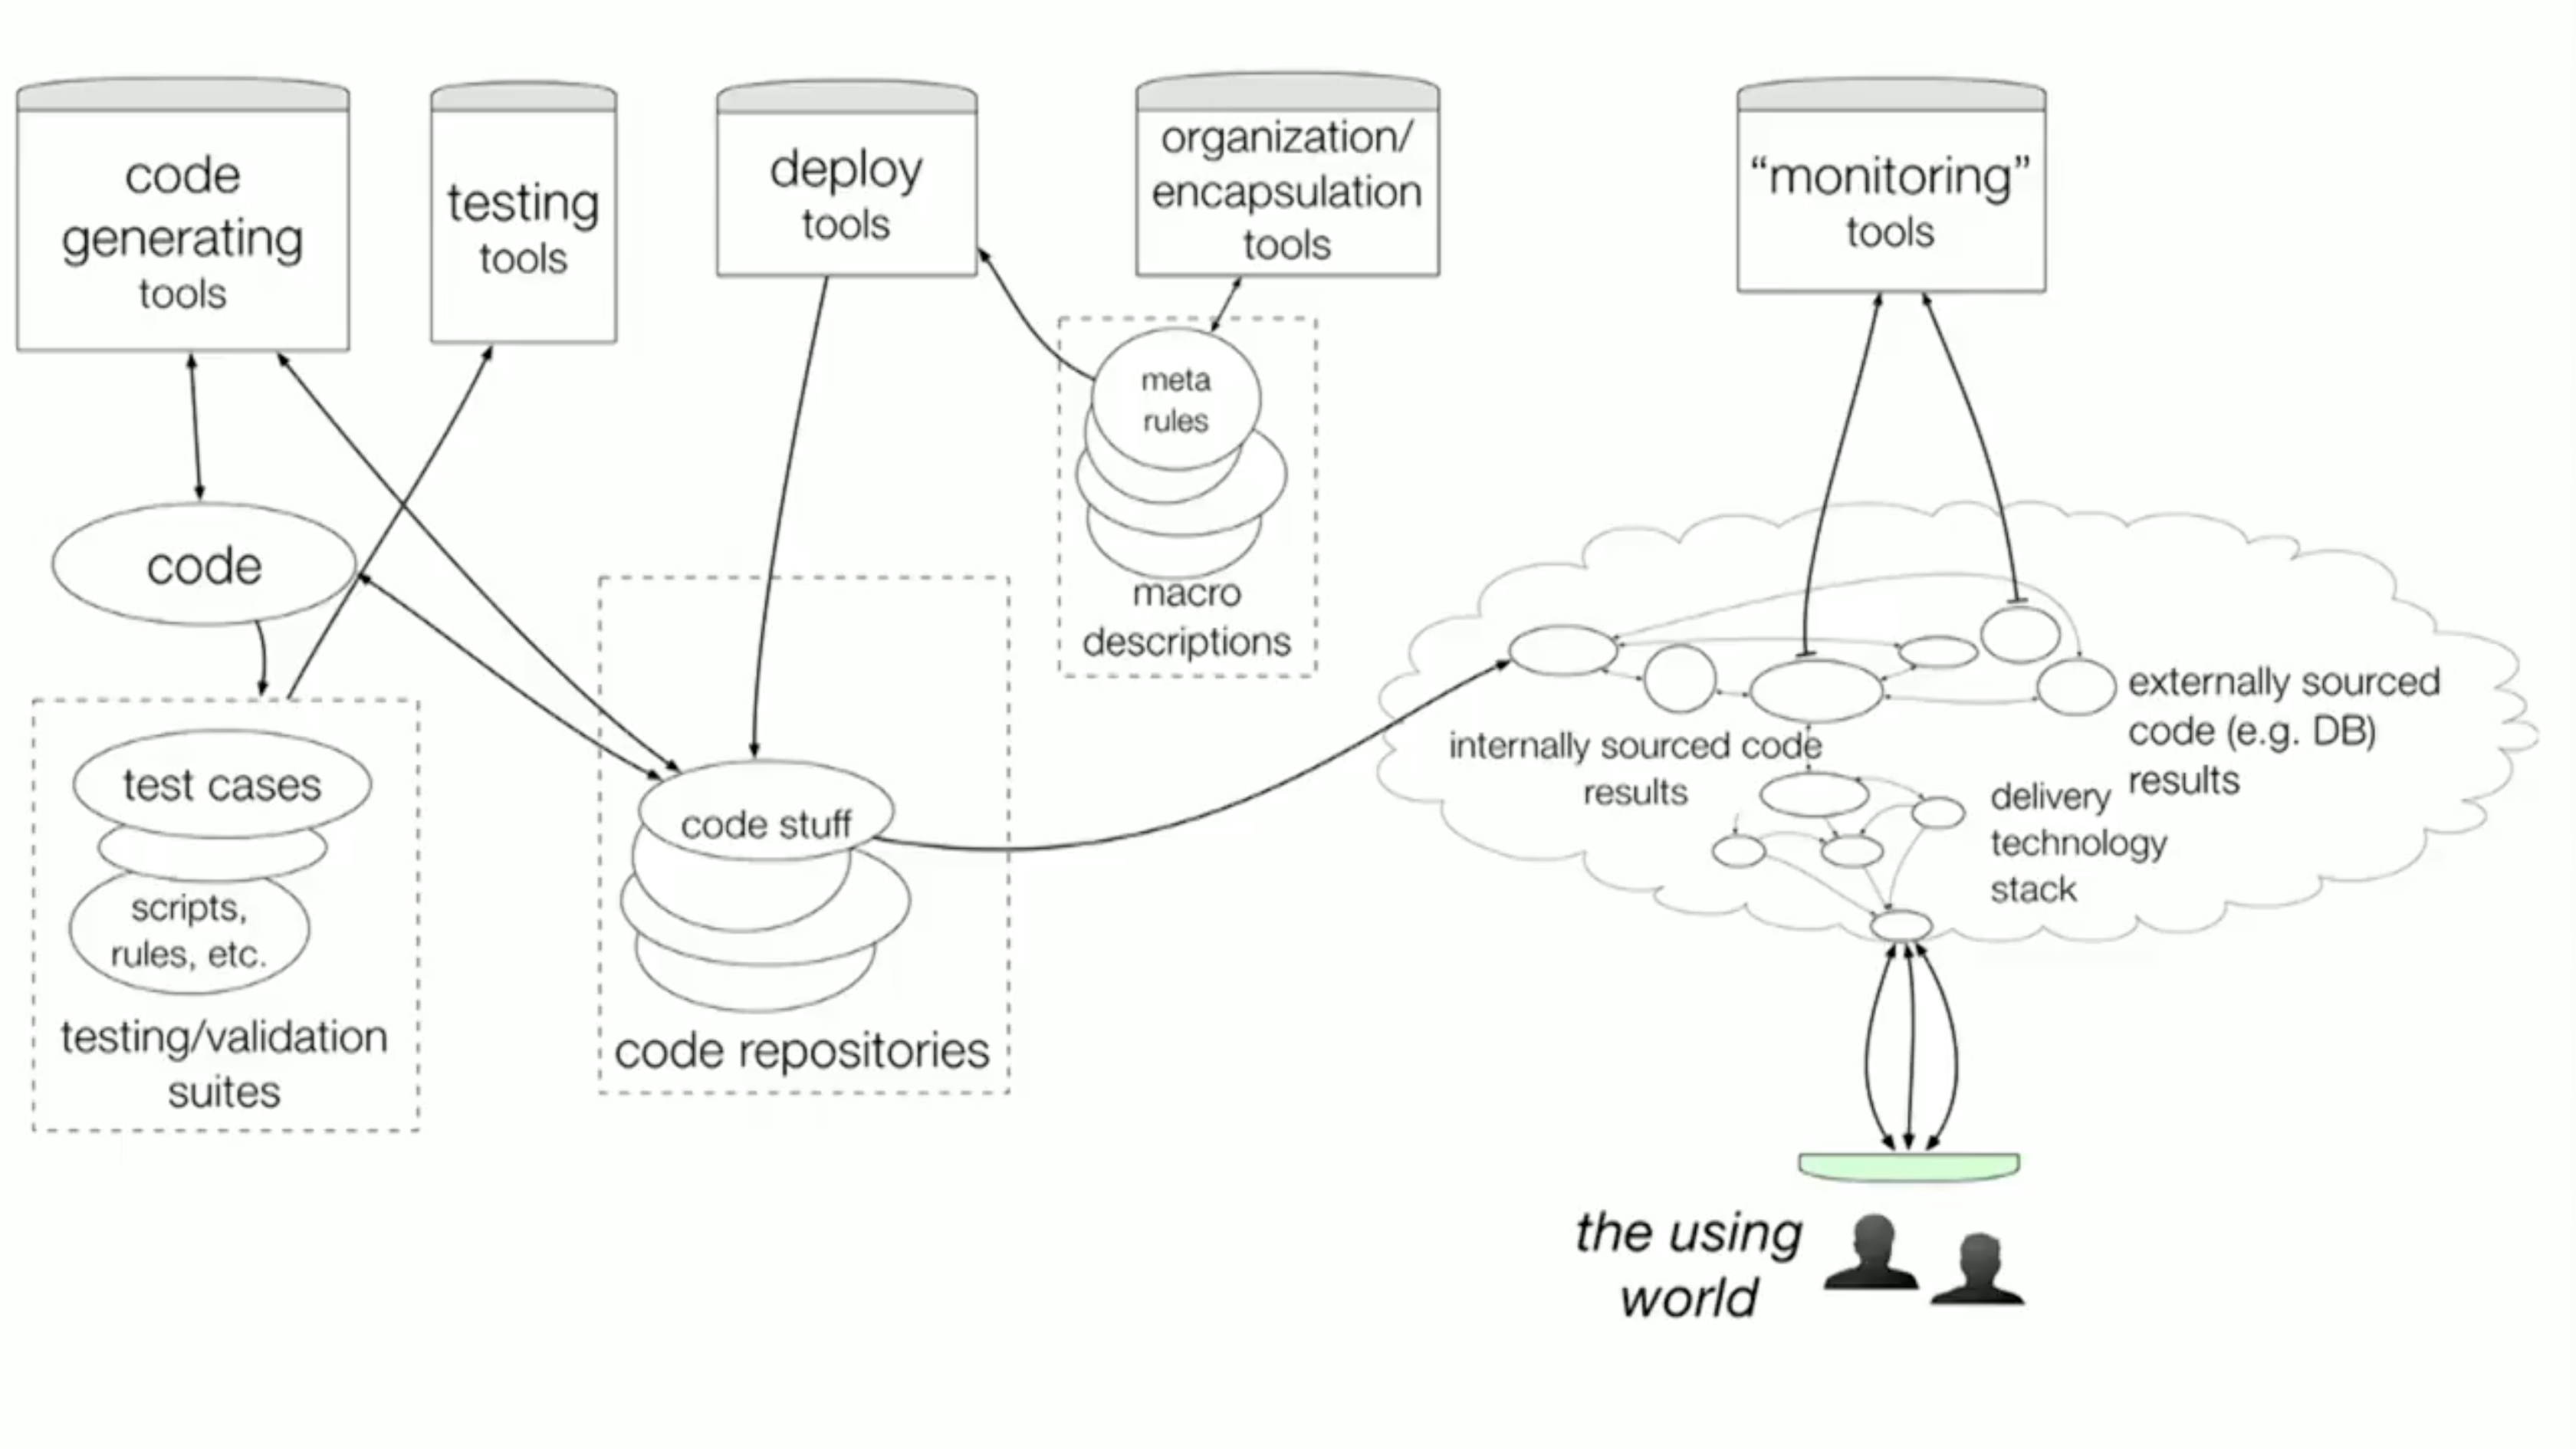 code
generating
tools
testing
tools
deploy
tools
organization/
encapsulation
tools
“monitoring”
tools
meta
rules
macro
descriptions
code
test cases
scripts,
rules, etc.
testing/validation
suites
code stuff
code repositories
internally sourced code
results
externally sourced
code (e.g. DB)
results
delivery
technology
stack
the using
world